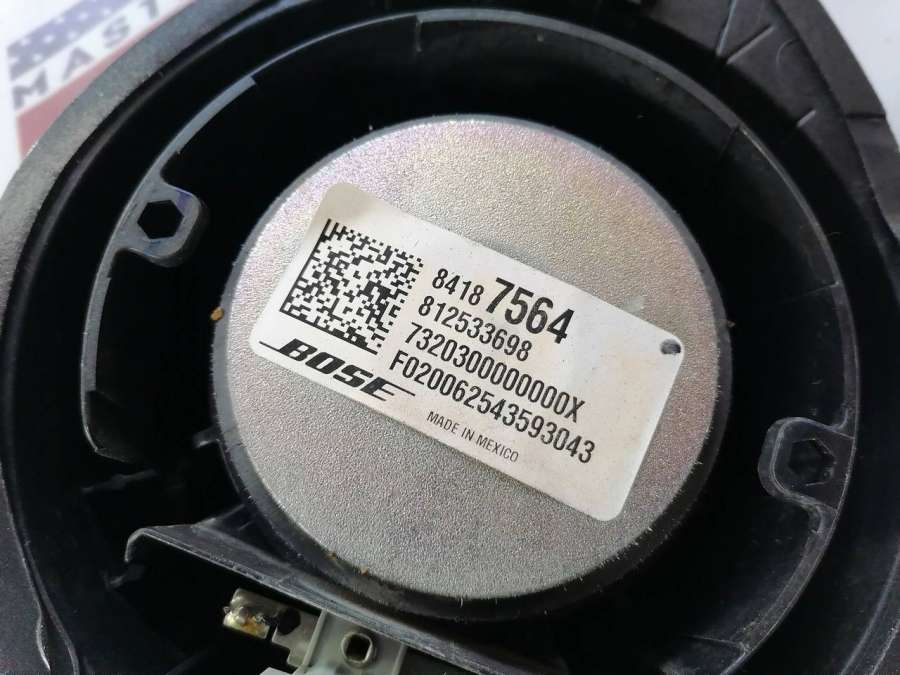 MAST
8418 7564
812533698
7320300000000X
F020062543593043
BOSE
MADE IN MEXICO